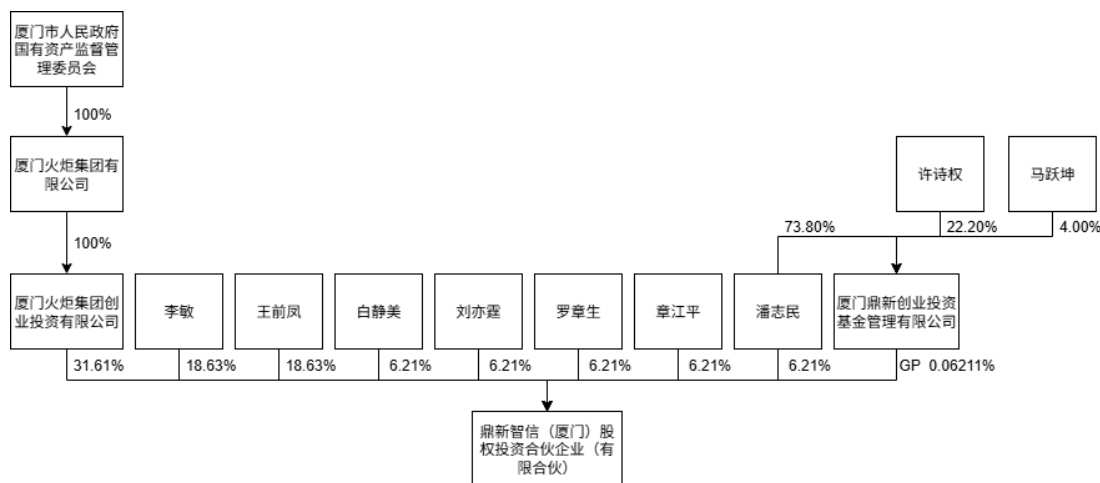 厦门市人民政府
国有资产监督管
理委员会
100%
厦门火炬集团有
限公司
许诗权
马跃坤
100%
73.80%
22.20%
4.00%
厦门火炬集团创
业投资有限公司
李敏
王前凤
白静美
刘亦霆
罗章生
章江平
潘志民
厦门鼎新创业投资
基金管理有限公司
31.61%
18.63%
18.63%
6.21%
6.21%
6.21%
6.21%
6.21%
GP 0.06211%
鼎新智信（厦门）股
权投资合伙企业（有
限合伙）